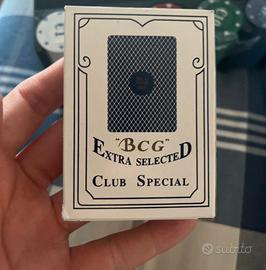 "BCG"
EXTRA SELECTED
CLUB SPECIAL
subito